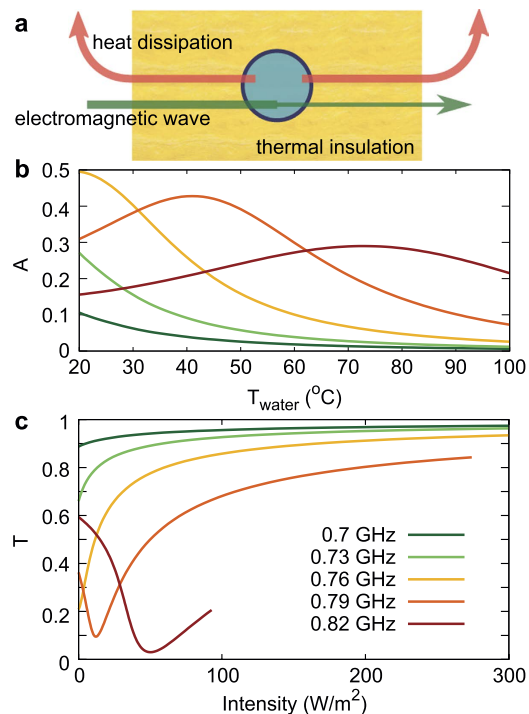 a
heat dissipation
electromagnetic wave
thermal insulation
b
0.5
0.4
0.3
0.2
0.1
0
A
20 30 40 50 60 70 80 90 100
T_water (°C)
c
1
0.8
0.6
0.4
0.2
0
T
0.7 GHz
0.73 GHz
0.76 GHz
0.79 GHz
0.82 GHz
0 100 200 300
Intensity (W/m²)